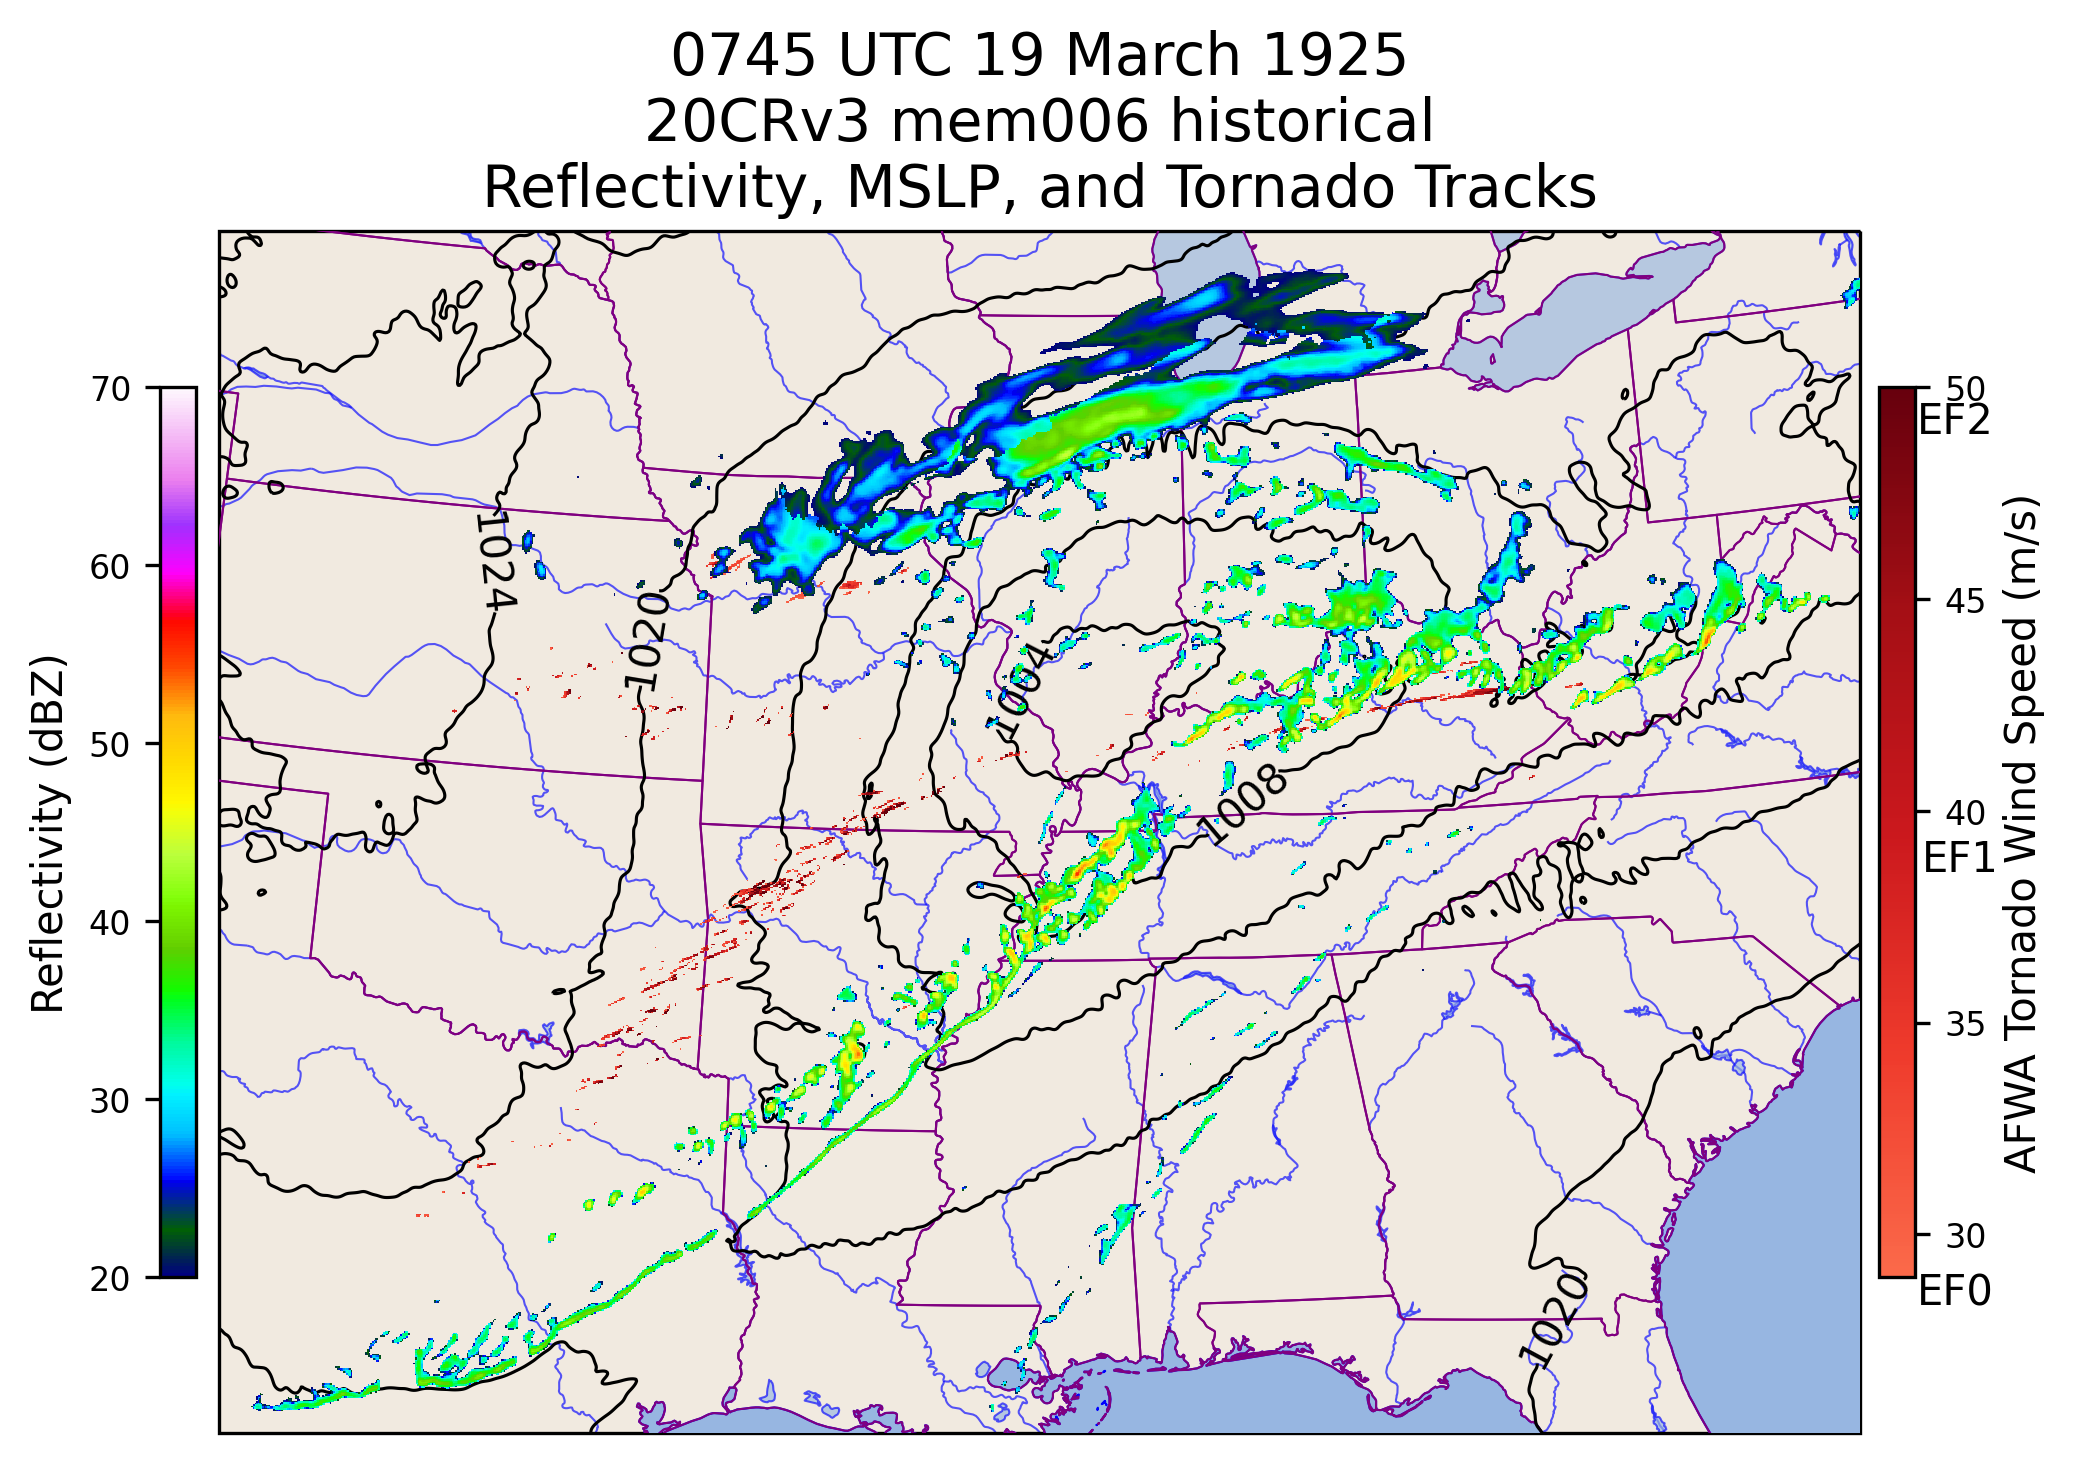 0745 UTC 19 March 1925
20CRv3 mem006 historical
Reflectivity, MSLP, and Tornado Tracks
Reflectivity (dBZ)
70
60
50
40
30
20
1024
1020
1004
1008
1020
50
EF2
45
40
EF1
35
30
EF0
AFWA Tornado Wind Speed (m/s)